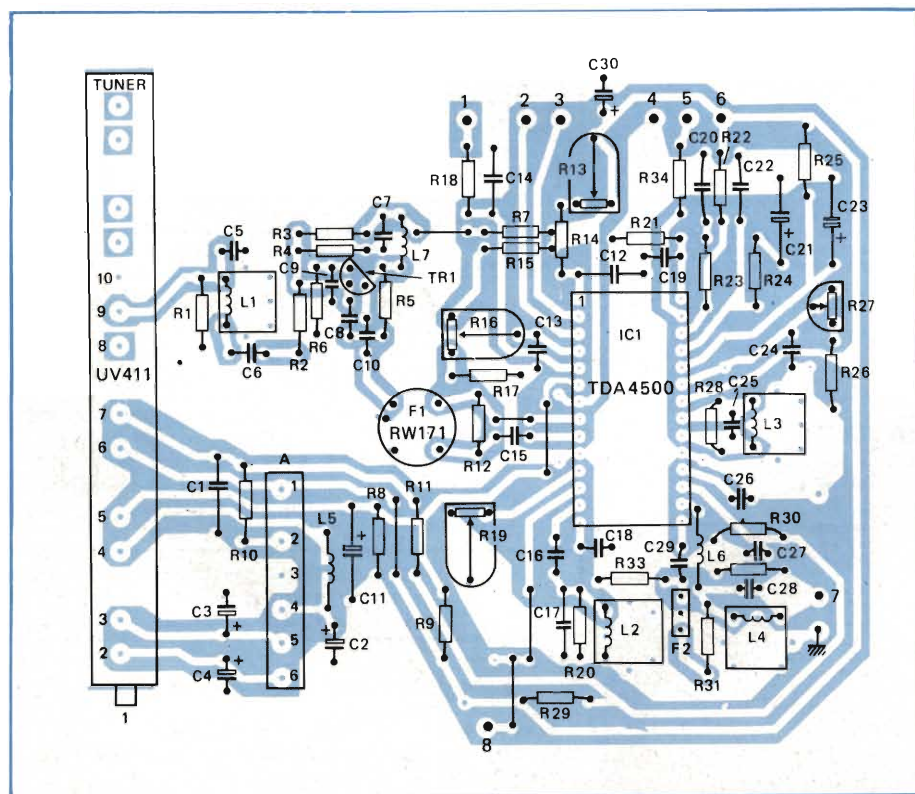 TUNER
C30
1
2
3
4
5
6
C20
R22
C22
R25
R18
C14
R13
R34
C23
C5
R3
C7
R4
L7
R7
R15
R14
R21
C12
C19
C21
10
C9
TR1
R23
R24
9
R1
L1
R5
R27
8
R2
R6
C8
C10
R16
C13
1
IC1
C24
UV411
C6
R17
TDA4500
R28
C25
R26
7
F1
RW171
L3
6
A
R12
C15
C1
1
R8
R11
C26
5
L5
R19
R30
4
R10
2
C16
C18
C29
L6
C27
3
R33
C28
C3
4
C11
R9
C17
7
3
5
C2
L2
F2
L4
2
C4
6
R20
R31
1
R29
8